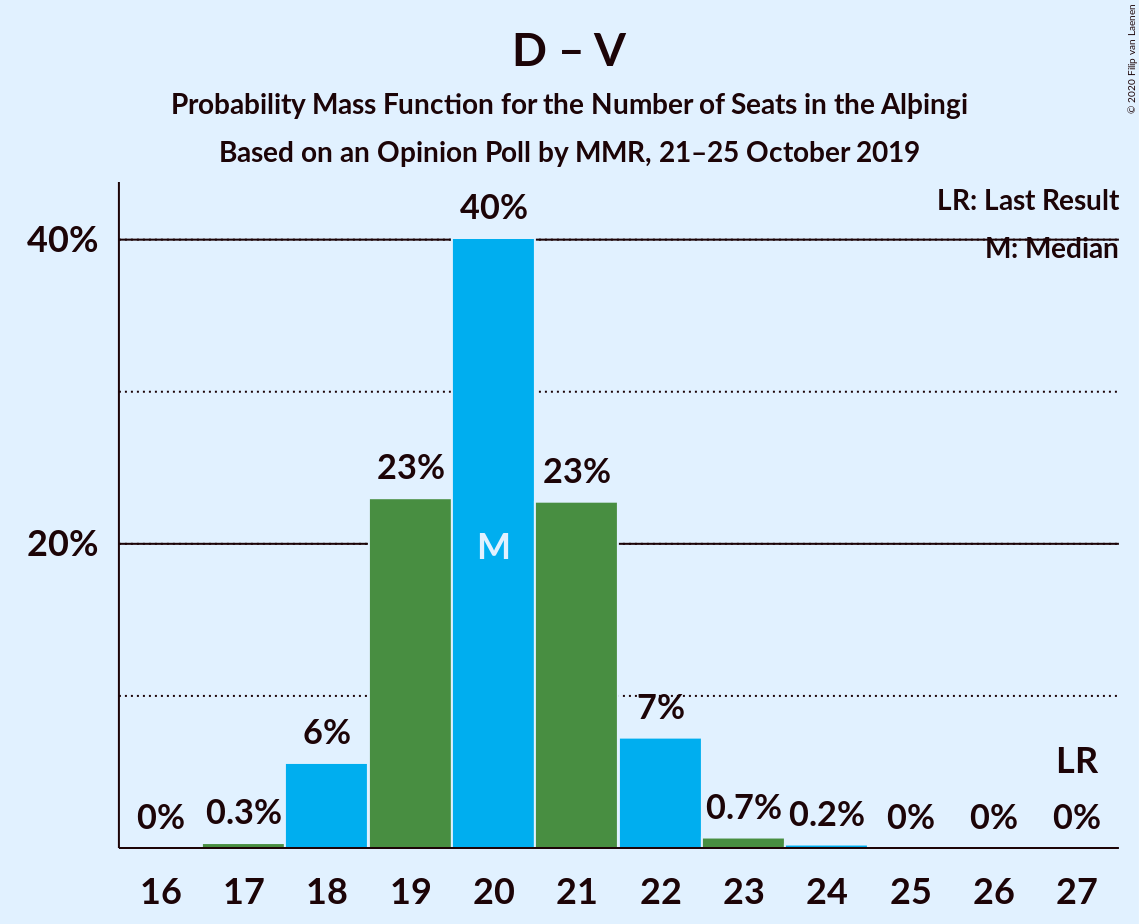 D – V
Probability Mass Function for the Number of Seats in the Alþingi
Based on an Opinion Poll by MMR, 21–25 October 2019
© 2020 Filip van Laenen
LR: Last Result
M: Median
40%
20%
0%
0.3%
6%
23%
40%
M
23%
7%
0.7%
0.2%
0%
0%
LR
0%
16 17 18 19 20 21 22 23 24 25 26 27